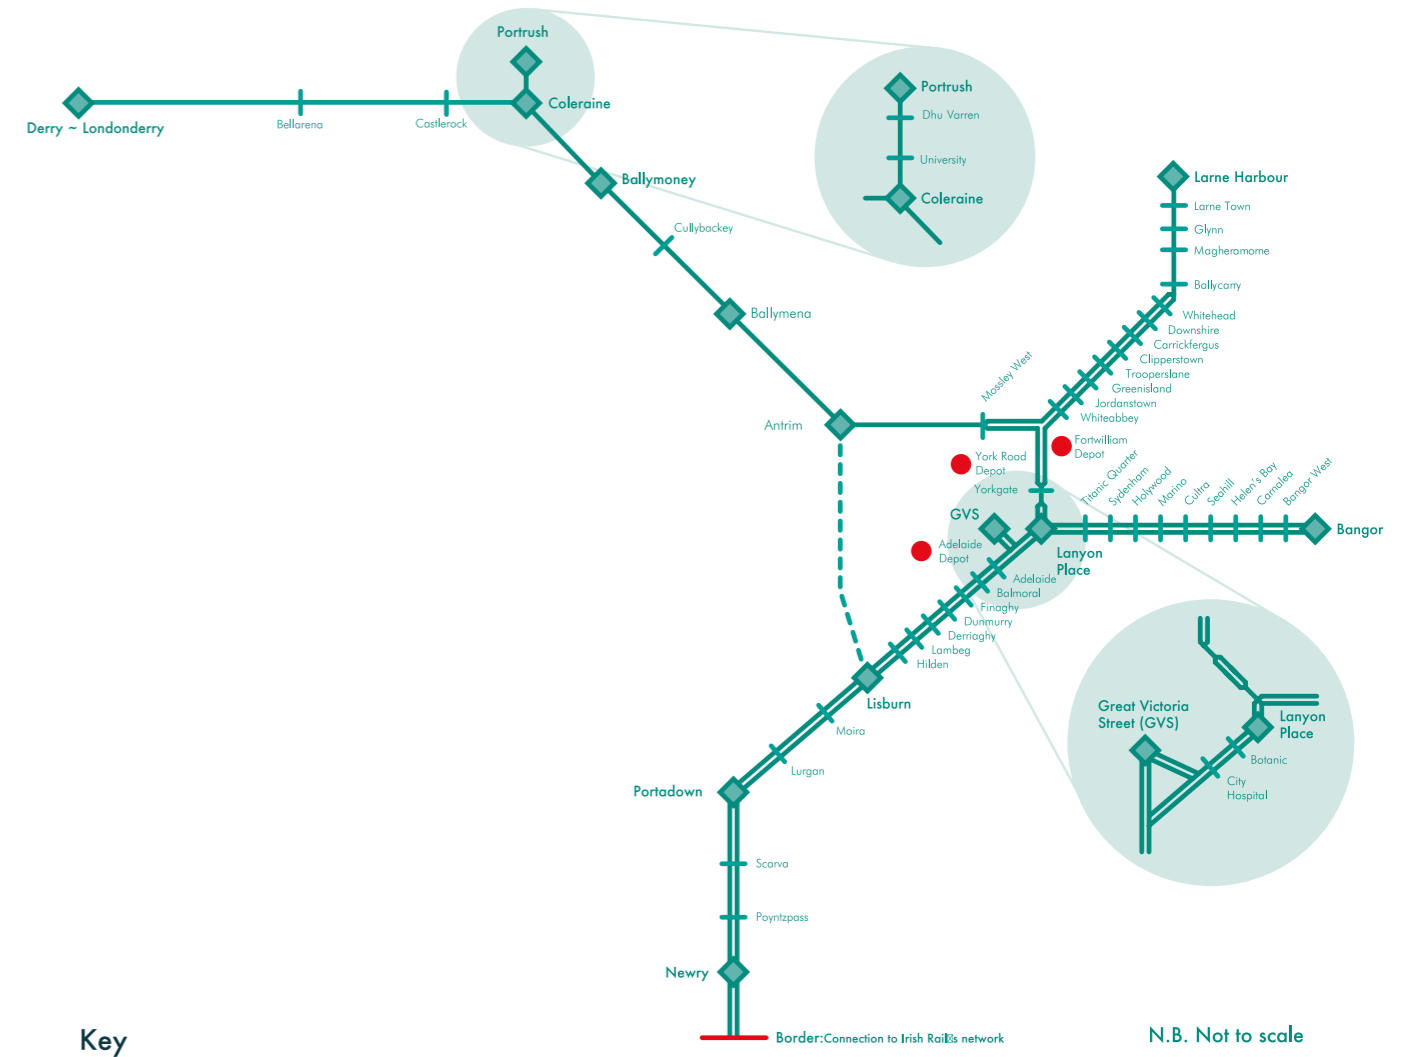 Portrush
Coleraine
Derry ~ Londonderry
Bellarena
Castlerock
Portrush
Dhu Varren
University
Coleraine
Ballymoney
Cullybackey
Ballymena
Antrim
Mossley West
Larne Harbour
Larne Town
Glynn
Magheramorne
Ballycarry
Whitehead
Downshire
Carrickfergus
Clipperstown
Trooperslane
Greenisland
Jordanstown
Whiteabbey
Fortwilliam
Depot
York Road
Depot
Yorkgate
GVS
Adelaide
Depot
Titanic Quarter
Sydenham
Holywood
Marino
Cultra
Seahill
Helen's Bay
Carnalea
Bangor West
Bangor
Lanyon
Place
Adelaide
Balmoral
Finaghy
Dunmurry
Derriaghy
Lambeg
Hilden
Lisburn
Moira
Lurgan
Portadown
Scarva
Poyntzpass
Newry
Great Victoria
Street (GVS)
Lanyon
Place
Botanic
City
Hospital
Border:Connection to Irish Rail's network
Key
N.B. Not to scale